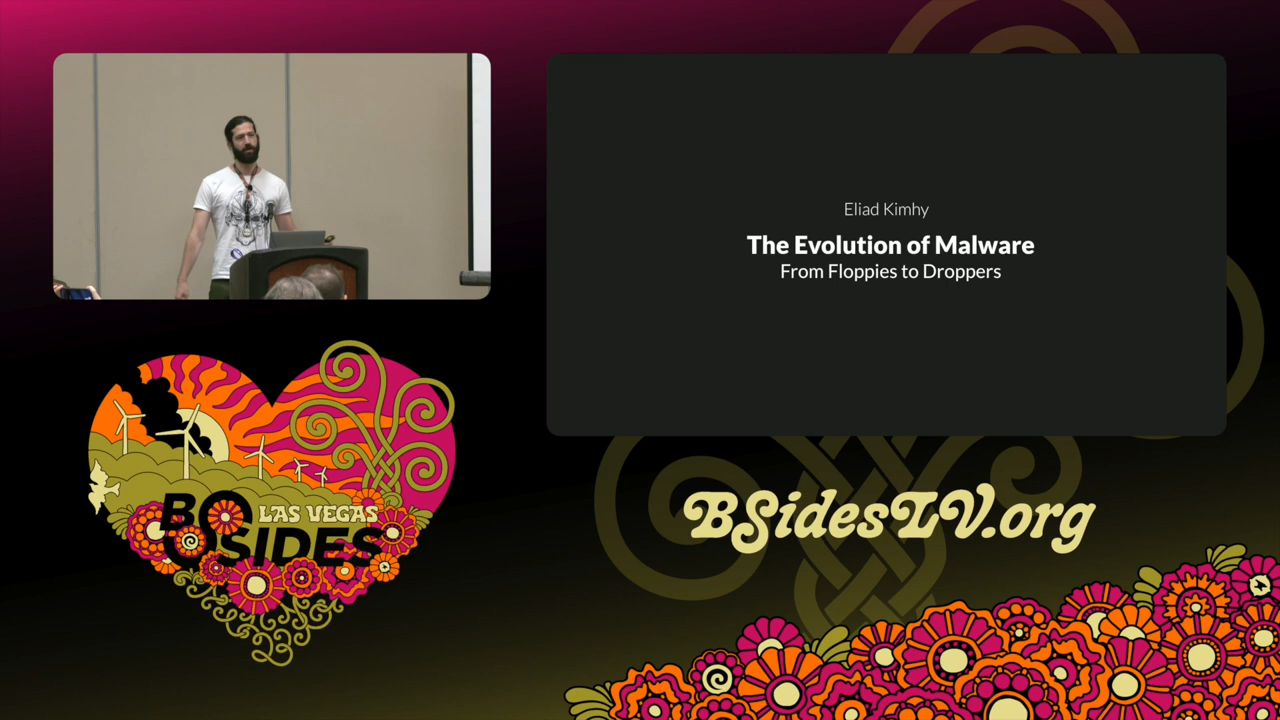 Eliad Kimhy
The Evolution of Malware
From Floppies to Droppers
BSidesLV.org
LAS VEGAS
BSIDES